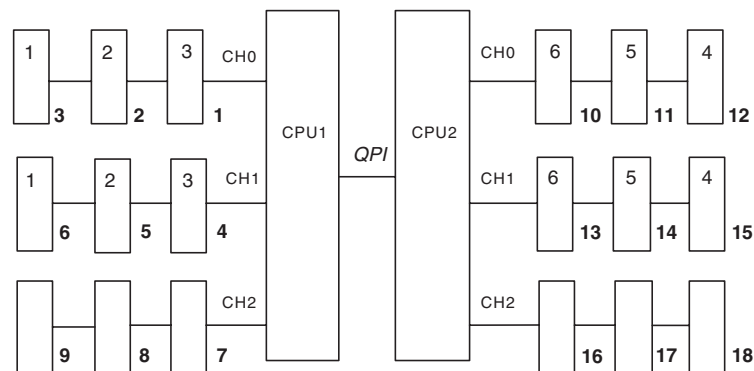 1 2 3 CH0 CH0 6 5 4
3 2 1 10 11 12
CPU1 CPU2
QPI
1 2 3 CH1 CH1 6 5 4
6 5 4 13 14 15
CH2 CH2
9 8 7 16 17 18